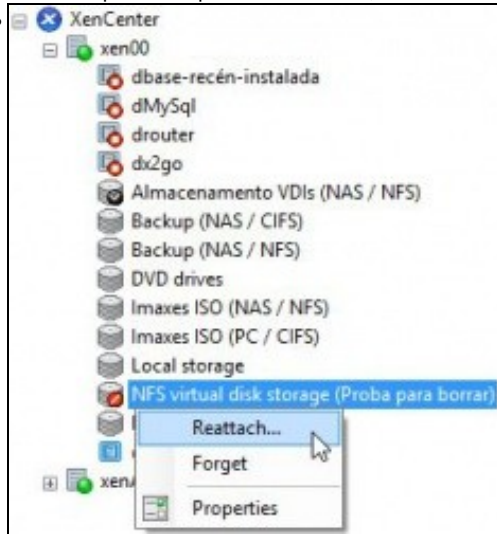 XenCenter
xen00
dbase-recén-instalada
dMySql
drouter
dx2go
Almacenamento VDIs (NAS / NFS)
Backup (NAS / CIFS)
Backup (NAS / NFS)
DVD drives
Imaxes ISO (NAS / NFS)
Imaxes ISO (PC / CIFS)
Local storage
NFS virtual disk storage (Proba para borrar)
Reattach...
Forget
Properties